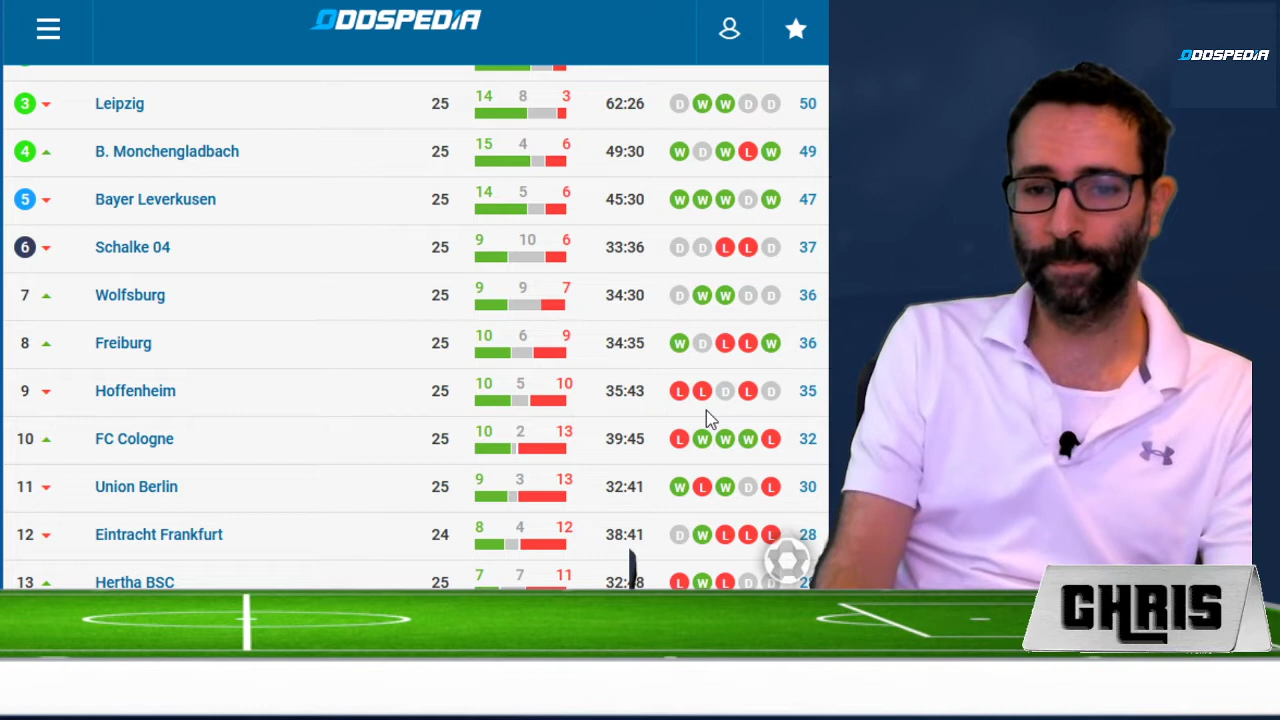 ODDSPEDIA
ODDSPEDIA
3 Leipzig 25 14 8 3 62:26 D W W D D 50
4 B. Monchengladbach 25 15 4 6 49:30 W D W L W 49
5 Bayer Leverkusen 25 14 5 6 45:30 W W W D W 47
6 Schalke 04 25 9 10 6 33:36 D D L L D 37
7 Wolfsburg 25 9 9 7 34:30 D W W D D 36
8 Freiburg 25 10 6 9 34:35 W D L L W 36
9 Hoffenheim 25 10 5 10 35:43 L L D L D 35
10 FC Cologne 25 10 2 13 39:45 L W W W L 32
11 Union Berlin 25 9 3 13 32:41 W L W D L 30
12 Eintracht Frankfurt 24 8 4 12 38:41 D W L L L 28
13 Hertha BSC 25 7 7 11 L W L D D
CHRIS